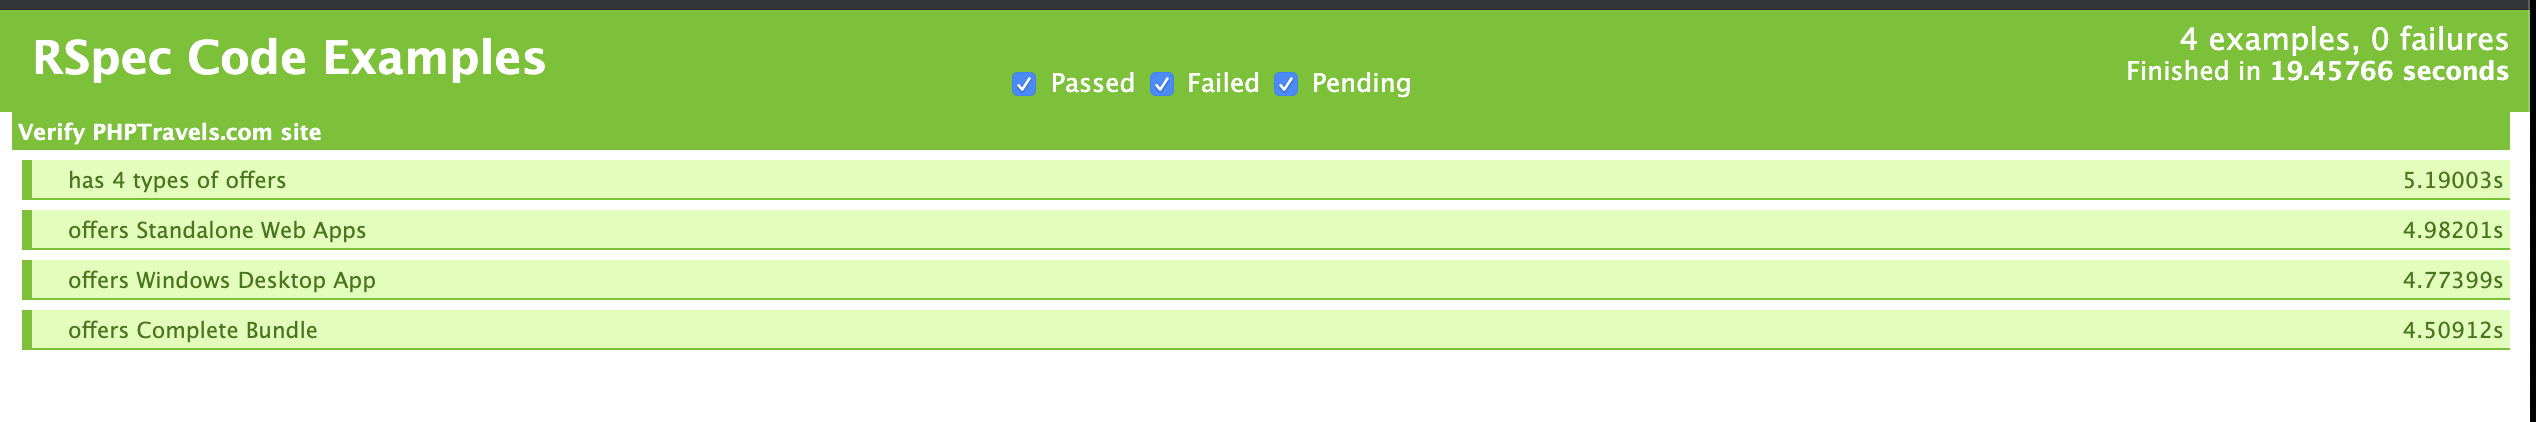 RSpec Code Examples
Passed Failed Pending
4 examples, 0 failures
Finished in 19.45766 seconds
Verify PHPTravels.com site
has 4 types of offers 5.19003s
offers Standalone Web Apps 4.98201s
offers Windows Desktop App 4.77399s
offers Complete Bundle 4.50912s